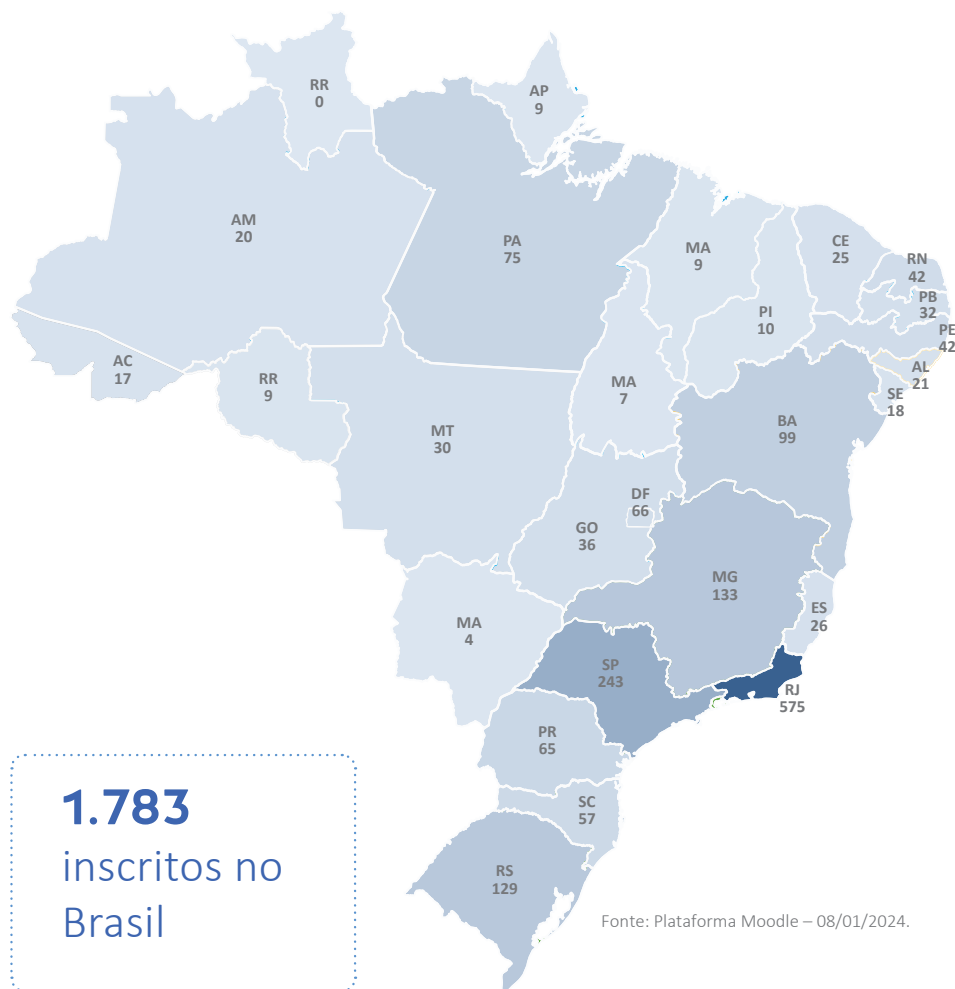 RR
0
AP
9
AM
20
PA
75
MA
9
CE
25
RN
42
PB
32
PI
10
PE
42
AC
17
RR
9
MA
7
AL
21
SE
18
MT
30
BA
99
DF
66
GO
36
MG
133
ES
26
MA
4
SP
243
RJ
575
PR
65
SC
57
RS
129
1.783
inscritos no
Brasil
Fonte: Plataforma Moodle – 08/01/2024.